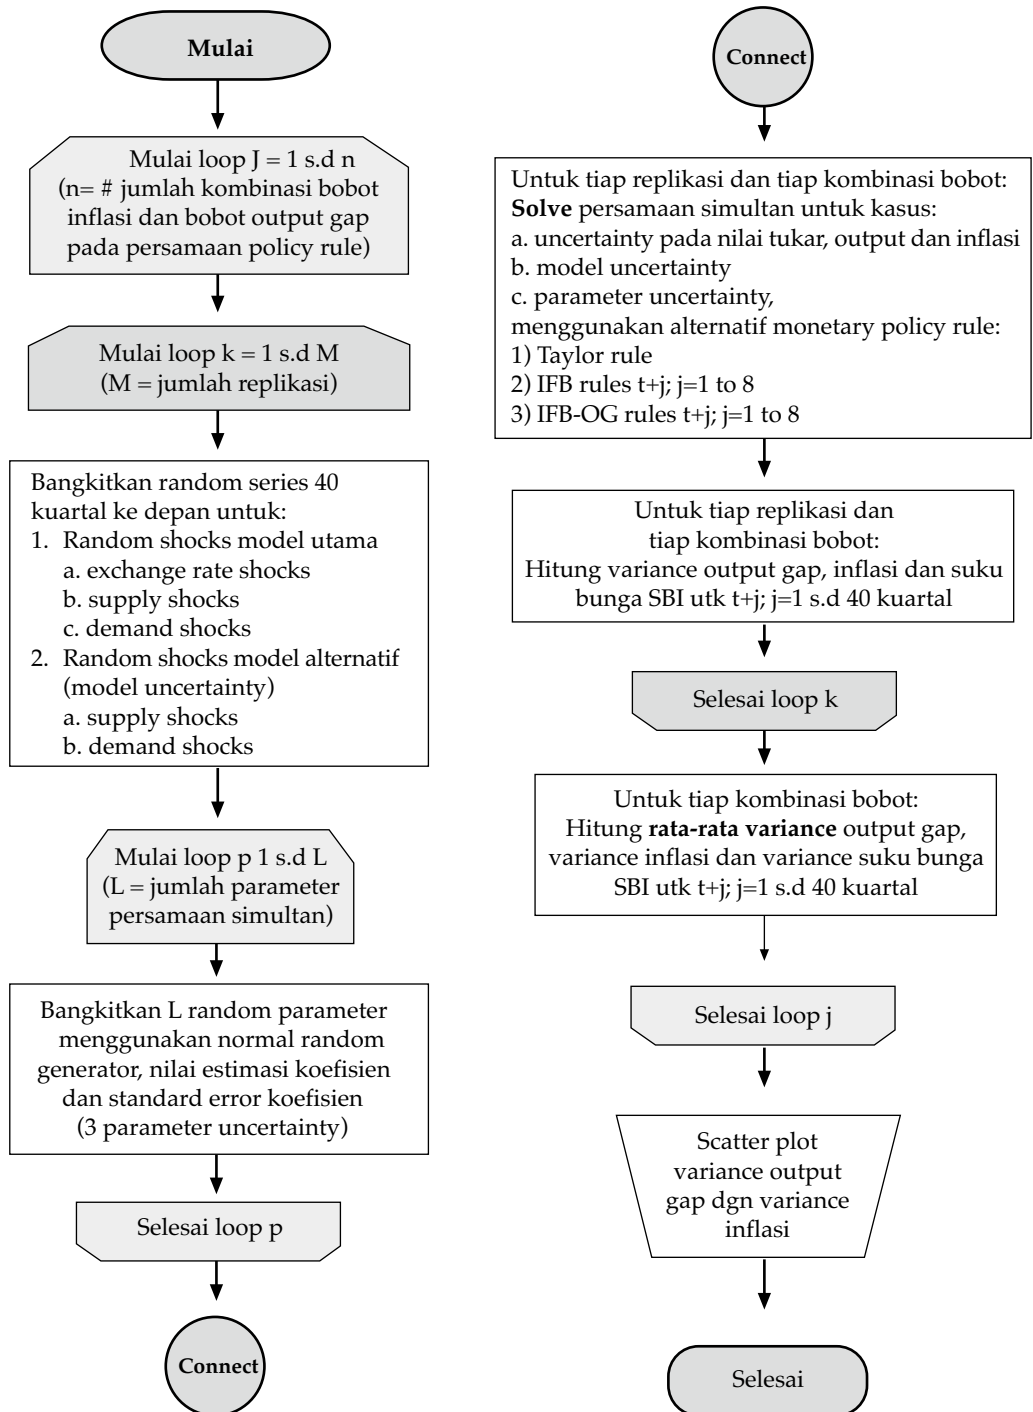 Mulai
Mulai loop J = 1 s.d n
(n= # jumlah kombinasi bobot
inflasi dan bobot output gap
pada persamaan policy rule)
Mulai loop k = 1 s.d M
(M = jumlah replikasi)
Bangkitkan random series 40
kuartal ke depan untuk:
1. Random shocks model utama
a. exchange rate shocks
b. supply shocks
c. demand shocks
2. Random shocks model alternatif
(model uncertainty)
a. supply shocks
b. demand shocks
Mulai loop p 1 s.d L
(L = jumlah parameter
persamaan simultan)
Bangkitkan L random parameter
menggunakan normal random
generator, nilai estimasi koefisien
dan standard error koefisien
(3 parameter uncertainty)
Selesai loop p
Connect
Connect
Untuk tiap replikasi dan tiap kombinasi bobot:
Solve persamaan simultan untuk kasus:
a. uncertainty pada nilai tukar, output dan inflasi
b. model uncertainty
c. parameter uncertainty,
menggunakan alternatif monetary policy rule:
1) Taylor rule
2) IFB rules t+j; j=1 to 8
3) IFB-OG rules t+j; j=1 to 8
Untuk tiap replikasi dan
tiap kombinasi bobot:
Hitung variance output gap, inflasi dan suku
bunga SBI utk t+j; j=1 s.d 40 kuartal
Selesai loop k
Untuk tiap kombinasi bobot:
Hitung rata-rata variance output gap,
variance inflasi dan variance suku bunga
SBI utk t+j; j=1 s.d 40 kuartal
Selesai loop j
Scatter plot
variance output
gap dgn variance
inflasi
Selesai